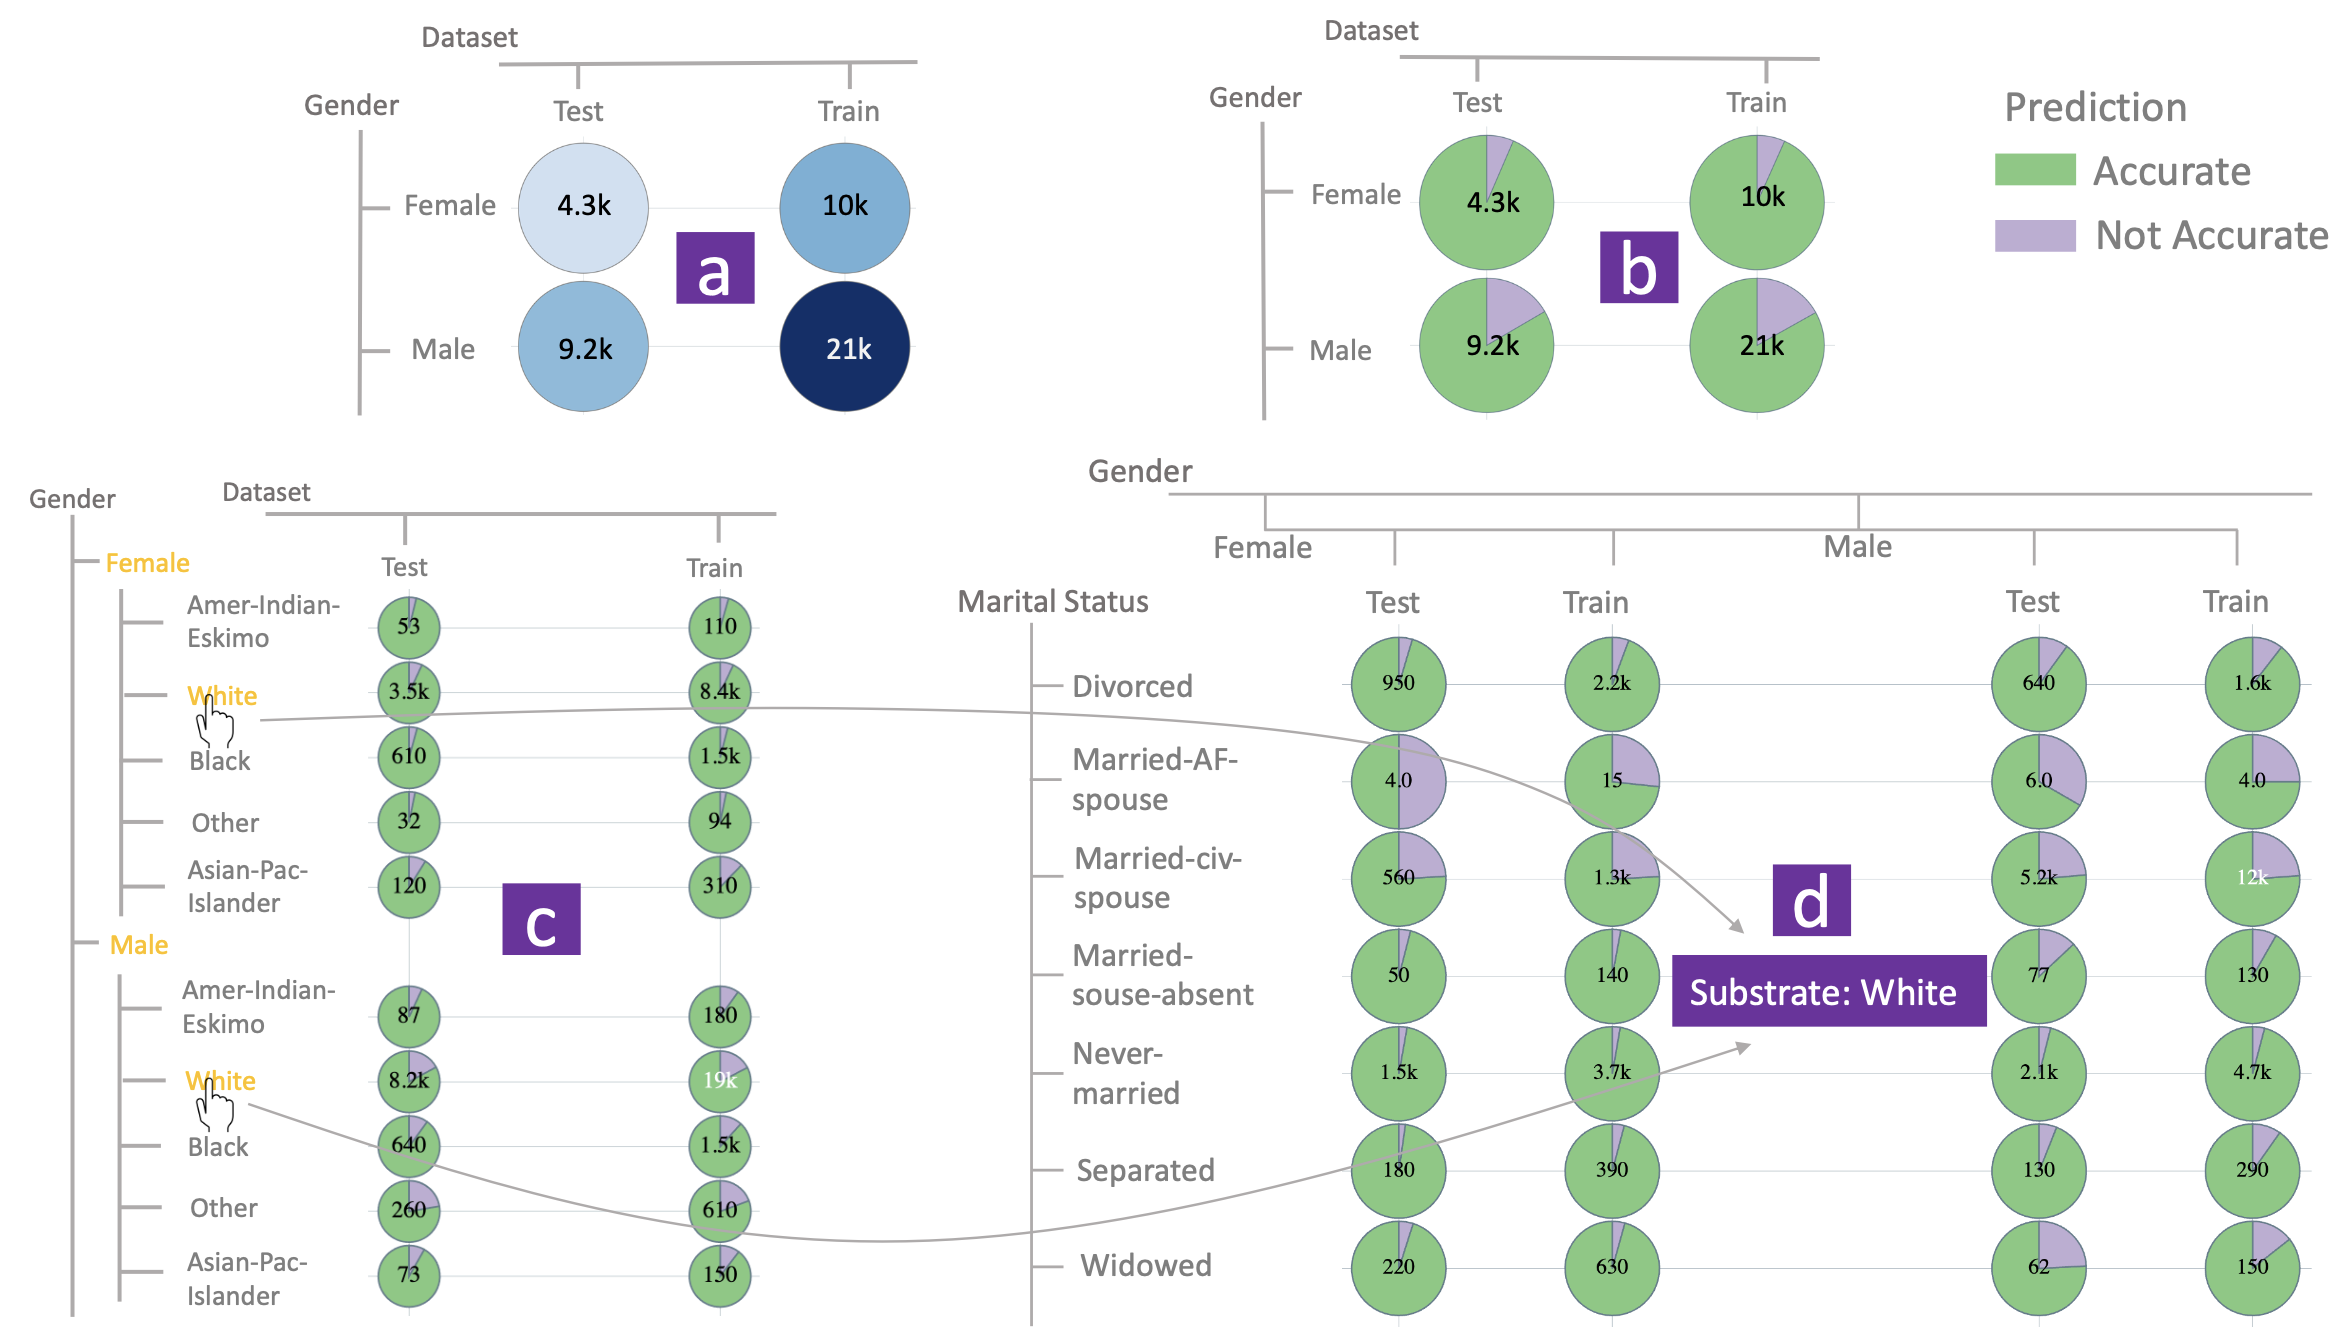 Dataset
Gender
Test
Train
Female
4.3k
10k
a
Male
9.2k
21k
Dataset
Gender
Test
Train
Female
4.3k
10k
b
Male
9.2k
21k
Prediction
Accurate
Not Accurate
Gender
Dataset
Female
Test
Train
Amer-Indian-
Eskimo
53
110
White
3.5k
8.4k
Black
610
1.5k
Other
32
94
Asian-Pac-
Islander
120
310
c
Male
Amer-Indian-
Eskimo
87
180
White
8.2k
19k
Black
640
1.5k
Other
260
610
Asian-Pac-
Islander
73
150
Gender
Female
Male
Marital Status
Test
Train
Test
Train
Divorced
950
2.2k
640
1.6k
Married-AF-
spouse
4.0
15
6.0
4.0
Married-civ-
spouse
560
1.3k
5.2k
12k
d
Substrate: White
Married-
souse-absent
50
140
77
130
Never-
married
1.5k
3.7k
2.1k
4.7k
Separated
180
390
130
290
Widowed
220
630
62
150